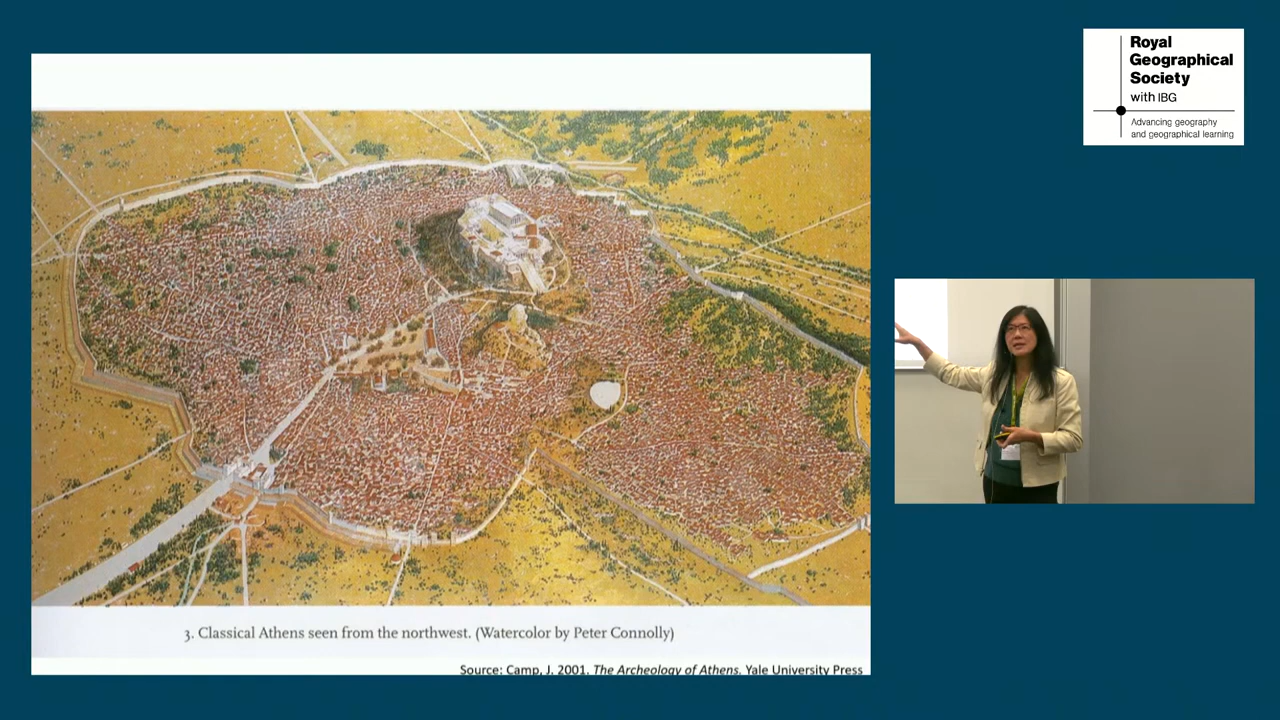 Royal
Geographical
Society
with IBG
Advancing geography
and geographical learning
3. Classical Athens seen from the northwest. (Watercolor by Peter Connolly)
Source: Camp, J. 2001. The Archeology of Athens. Yale University Press